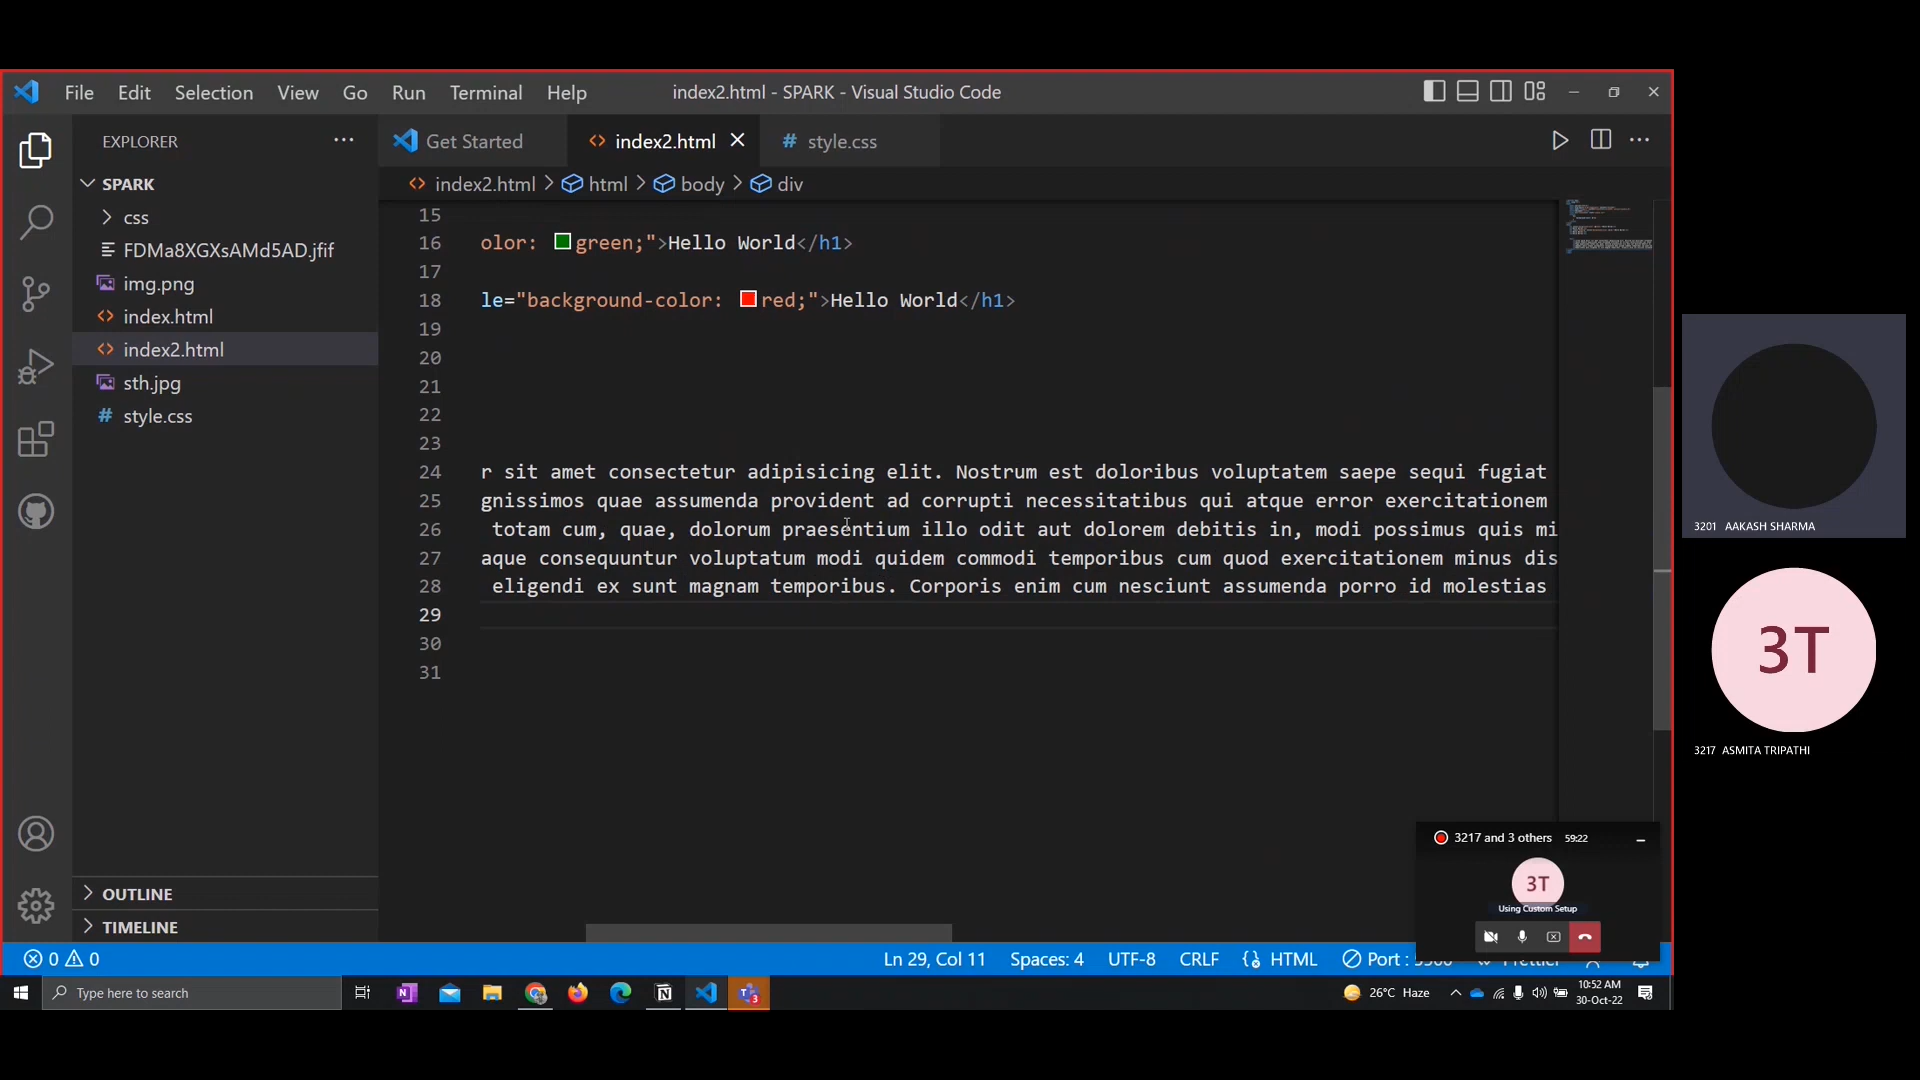 File Edit Selection View Go Run Terminal Help index2.html - SPARK - Visual Studio Code
EXPLORER
Get Started
index2.html
# style.css
SPARK
index2.html > html > body > div
css
FDMa8XGXsAMd5AD.jfif
img.png
index.html
index2.html
sth.jpg
# style.css
OUTLINE
TIMELINE
15
16 olor: green;">Hello World</h1>
17
18 le="background-color: red;">Hello World</h1>
19
20
21
22
23
24 r sit amet consectetur adipisicing elit. Nostrum est doloribus voluptatem saepe sequi fugiat
25 gnissimos quae assumenda provident ad corrupti necessitatibus qui atque error exercitationem
26 totam cum, quae, dolorum praesentium illo odit aut dolorem debitis in, modi possimus quis mi
27 aque consequuntur voluptatum modi quidem commodi temporibus cum quod exercitationem minus dis
28 eligendi ex sunt magnam temporibus. Corporis enim cum nesciunt assumenda porro id molestias
29
30
31
3201 AAKASH SHARMA
3T
3217 ASMITA TRIPATHI
3217 and 3 others 59:22
3T
Using Custom Setup
0 0
Ln 29, Col 11 Spaces: 4 UTF-8 CRLF HTML Port :
Type here to search
26°C Haze
10:52 AM
30-Oct-22